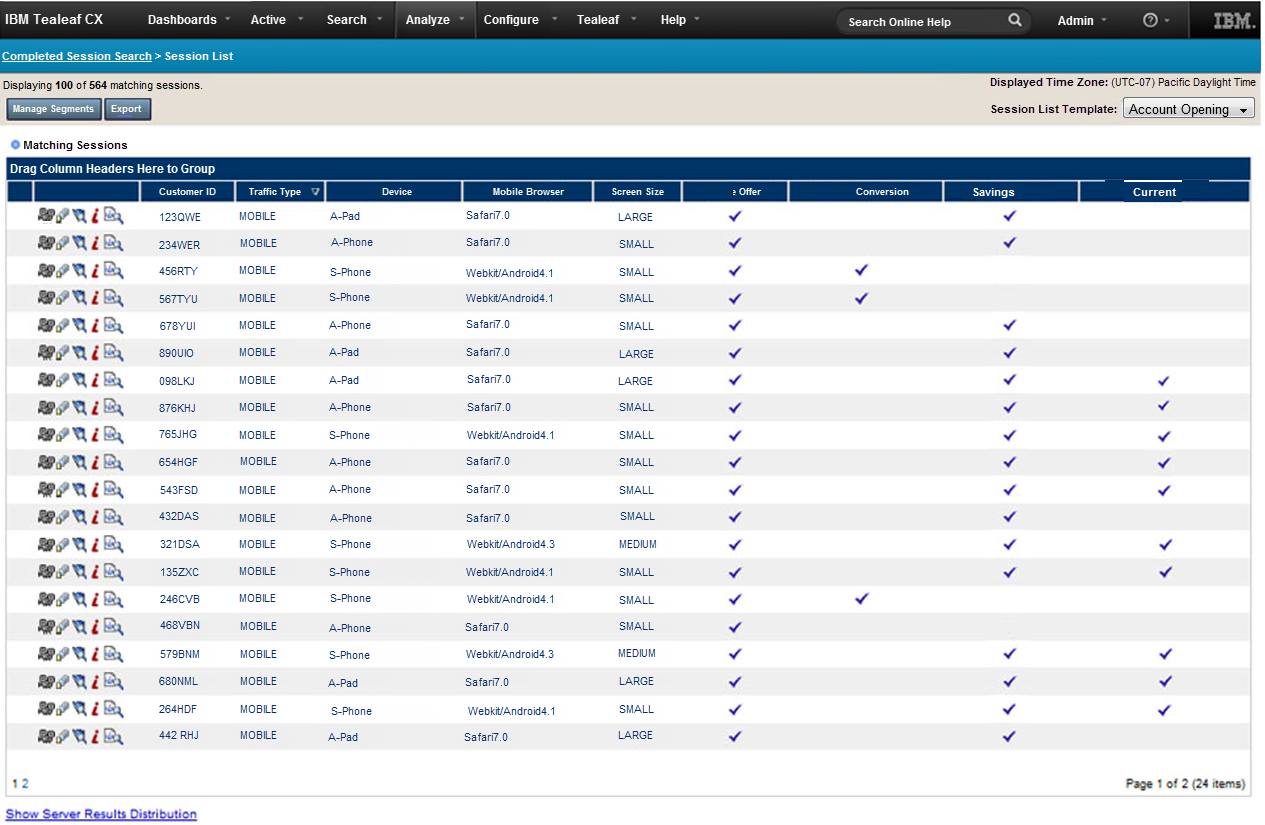 IBM Tealeaf CX Dashboards Active Search Analyze Configure Tealeaf Help Search Online Help Admin ? IBM.
Completed Session Search > Session List
Displaying 100 of 564 matching sessions.
Displayed Time Zone: (UTC-07) Pacific Daylight Time
Manage Segments Export
Session List Template: Account Opening
Matching Sessions
Drag Column Headers Here to Group
Customer ID Traffic Type Device Mobile Browser Screen Size Offer Conversion Savings Current
123QWE MOBILE A-Pad Safari7.0 LARGE ✓ ✓
234WER MOBILE A-Phone Safari7.0 SMALL ✓ ✓
456RTY MOBILE S-Phone Webkit/Android4.1 SMALL ✓ ✓
567TYU MOBILE S-Phone Webkit/Android4.1 SMALL ✓ ✓
678YUI MOBILE A-Phone Safari7.0 SMALL ✓ ✓
890UIO MOBILE A-Pad Safari7.0 LARGE ✓ ✓
098LKJ MOBILE A-Pad Safari7.0 LARGE ✓ ✓ ✓
876KHJ MOBILE A-Phone Safari7.0 SMALL ✓ ✓ ✓
765JHG MOBILE S-Phone Webkit/Android4.1 SMALL ✓ ✓ ✓
654HGF MOBILE A-Phone Safari7.0 SMALL ✓ ✓ ✓
543FSD MOBILE A-Phone Safari7.0 SMALL ✓ ✓ ✓
432DAS MOBILE A-Phone Safari7.0 SMALL ✓ ✓
321DSA MOBILE S-Phone Webkit/Android4.3 MEDIUM ✓ ✓ ✓
135ZXC MOBILE S-Phone Webkit/Android4.1 SMALL ✓ ✓ ✓
246CVB MOBILE S-Phone Webkit/Android4.1 SMALL ✓ ✓
468VBN MOBILE A-Phone Safari7.0 SMALL ✓
579BNM MOBILE S-Phone Webkit/Android4.3 MEDIUM ✓ ✓ ✓
680NML MOBILE A-Pad Safari7.0 LARGE ✓ ✓ ✓
264HDF MOBILE S-Phone Webkit/Android4.1 SMALL ✓ ✓ ✓
442 RHJ MOBILE A-Pad Safari7.0 LARGE ✓ ✓
1 2
Page 1 of 2 (24 items)
Show Server Results Distribution